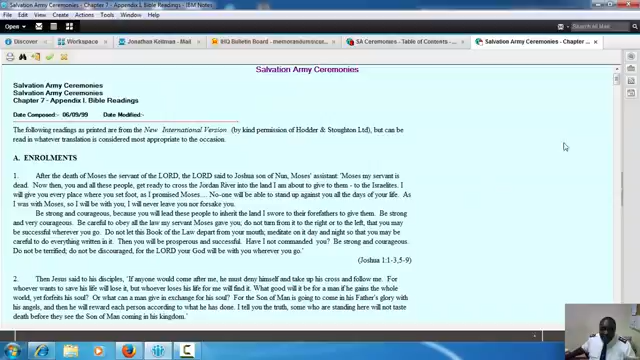 Salvation Army Ceremonies - Chapter 7 - Appendix I. Bible Readings - IBM Notes
File Edit View Create Actions Tools Window Help
Open
Discover
Workspace
Jonathan Kellman - Mail
IHQ Bulletin Board - memorandums\scus...
SA Ceremonies - Table of Contents - ...
Salvation Army Ceremonies - Chapter ...
Salvation Army Ceremonies
Salvation Army Ceremonies
Salvation Army Ceremonies
Chapter 7 - Appendix I. Bible Readings
Date Composed:- 06/09/99 Date Modified:-
The following readings as printed are from the New International Version (by kind permission of Hodder & Stoughton Ltd), but can be
read in whatever translation is considered most appropriate to the occasion.
A. ENROLMENTS
1. After the death of Moses the servant of the LORD, the LORD said to Joshua son of Nun, Moses' assistant: 'Moses my servant is
dead. Now then, you and all these people, get ready to cross the Jordan River into the land I am about to give to them - to the Israelites. I
will give you every place where you set foot, as I promised Moses.... No-one will be able to stand up against you all the days of your life. As
I was with Moses, so I will be with you, I will never leave you nor forsake you.
Be strong and courageous, because you will lead these people to inherit the land I swore to their forefathers to give them. Be strong
and very courageous. Be careful to obey all the law my servant Moses gave you; do not turn from it to the right or to the left, that you may
be successful wherever you go. Do not let this Book of the Law depart from your mouth; meditate on it day and night so that you may be
careful to do everything written in it. Then you will be prosperous and successful. Have I not commanded you? Be strong and courageous.
Do not be terrified; do not be discouraged, for the LORD your God will be with you wherever you go.'
(Joshua 1:1-3,5-9)
2. Then Jesus said to his disciples, 'If anyone would come after me, he must deny himself and take up his cross and follow me. For
whoever wants to save his life will lose it, but whoever loses his life for me will find it. What good will it be for a man if he gains the whole
world, yet forfeits his soul? Or what can a man give in exchange for his soul? For the Son of Man is going to come in his Father's glory with
his angels, and then he will reward each person according to what he has done. I tell you the truth, some who are standing here will not taste
death before they see the Son of Man coming in his kingdom.'